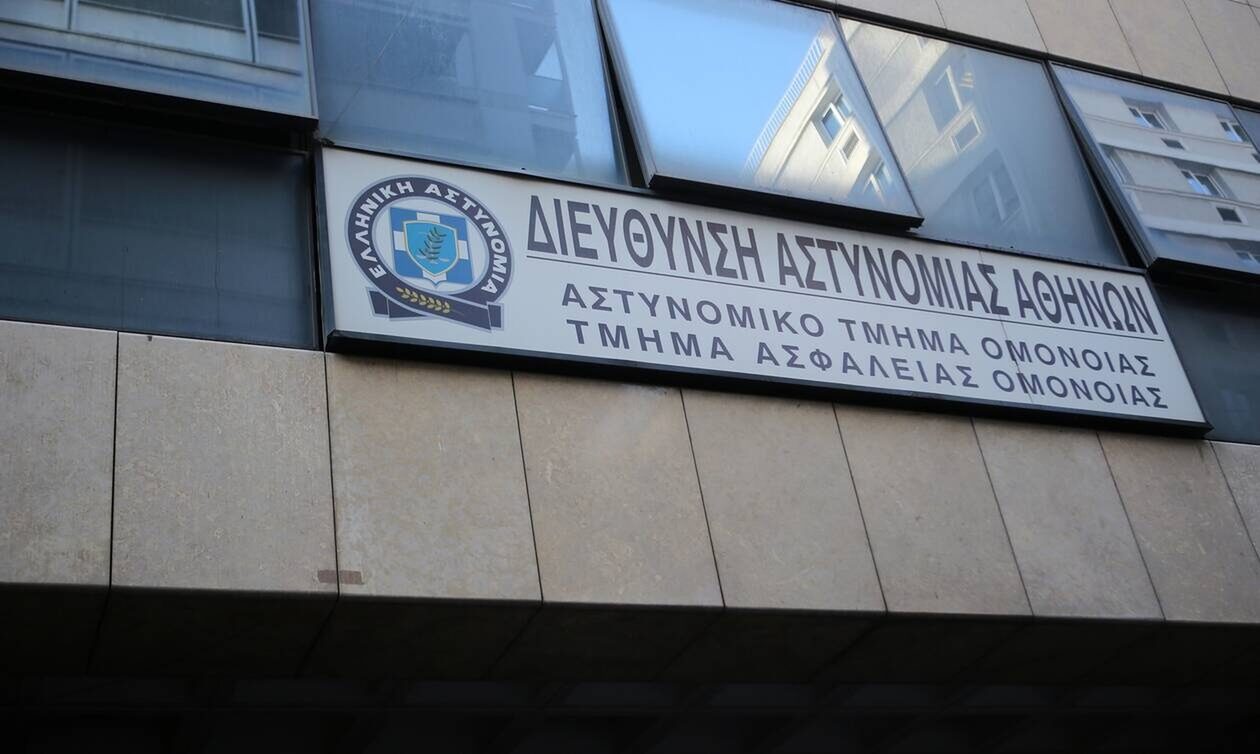 ΕΛΛΗΝΙΚΗ ΑΣΤΥΝΟΜΙΑ
ΔΙΕΥΘΥΝΣΗ ΑΣΤΥΝΟΜΙΑΣ ΑΘΗΝΩΝ
ΑΣΤΥΝΟΜΙΚΟ ΤΜΗΜΑ ΟΜΟΝΟΙΑΣ
ΤΜΗΜΑ ΑΣΦΑΛΕΙΑΣ ΟΜΟΝΟΙΑΣ